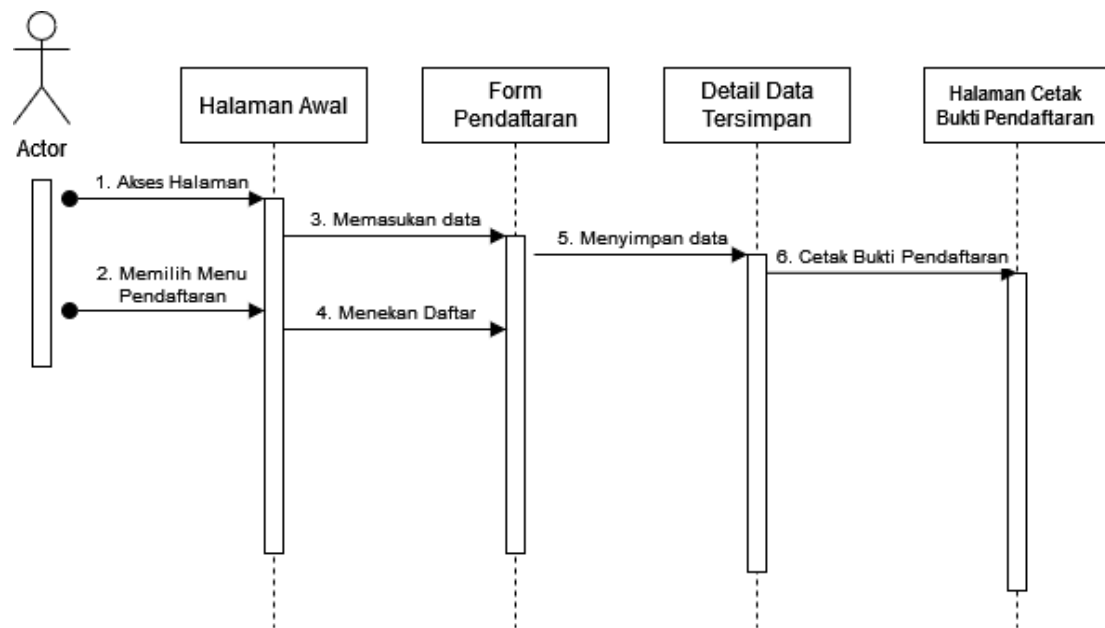 Actor
Halaman Awal
Form
Pendaftaran
Detail Data
Tersimpan
Halaman Cetak
Bukti Pendaftaran
1. Akses Halaman
3. Memasukan data
5. Menyimpan data
6. Cetak Bukti Pendaftaran
2. Memilih Menu
Pendaftaran
4. Menekan Daftar